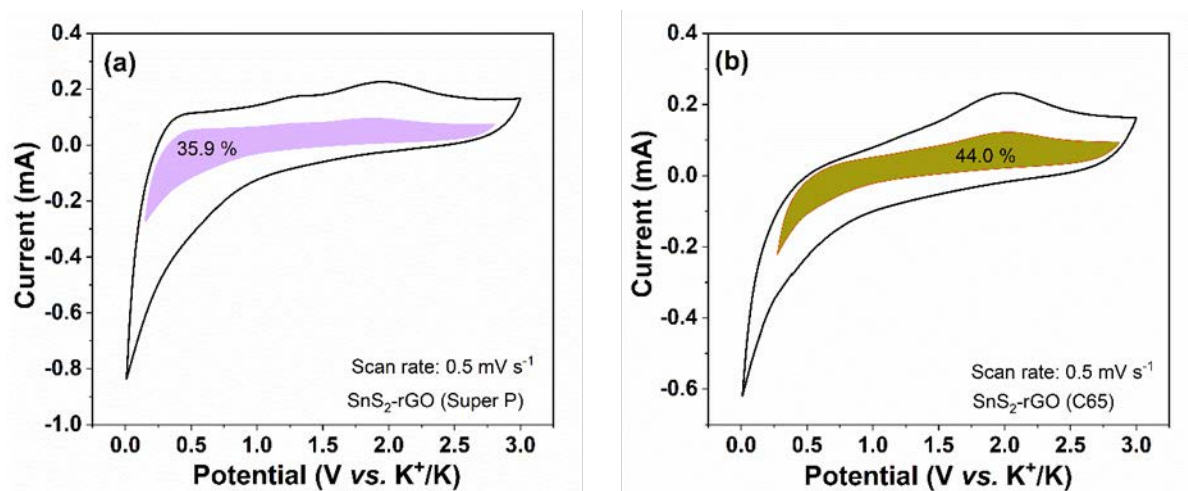 (a)
0.4
0.2
0.0
-0.2
-0.4
-0.6
-0.8
-1.0
Current (mA)
35.9 %
Scan rate: 0.5 mV s⁻¹
SnS₂-rGO (Super P)
0.0 0.5 1.0 1.5 2.0 2.5 3.0
Potential (V vs. K⁺/K)
(b)
0.4
0.2
0.0
-0.2
-0.4
-0.6
Current (mA)
44.0 %
Scan rate: 0.5 mV s⁻¹
SnS₂-rGO (C65)
0.0 0.5 1.0 1.5 2.0 2.5 3.0
Potential (V vs. K⁺/K)